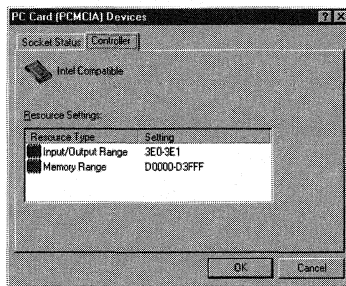 PC Card (PCMCIA) Devices
Socket Status Controller
Intel Compatible
Resource Settings:
Resource Type Setting
Input/Output Range 3E0-3E1
Memory Range D0000-D3FFF
OK Cancel